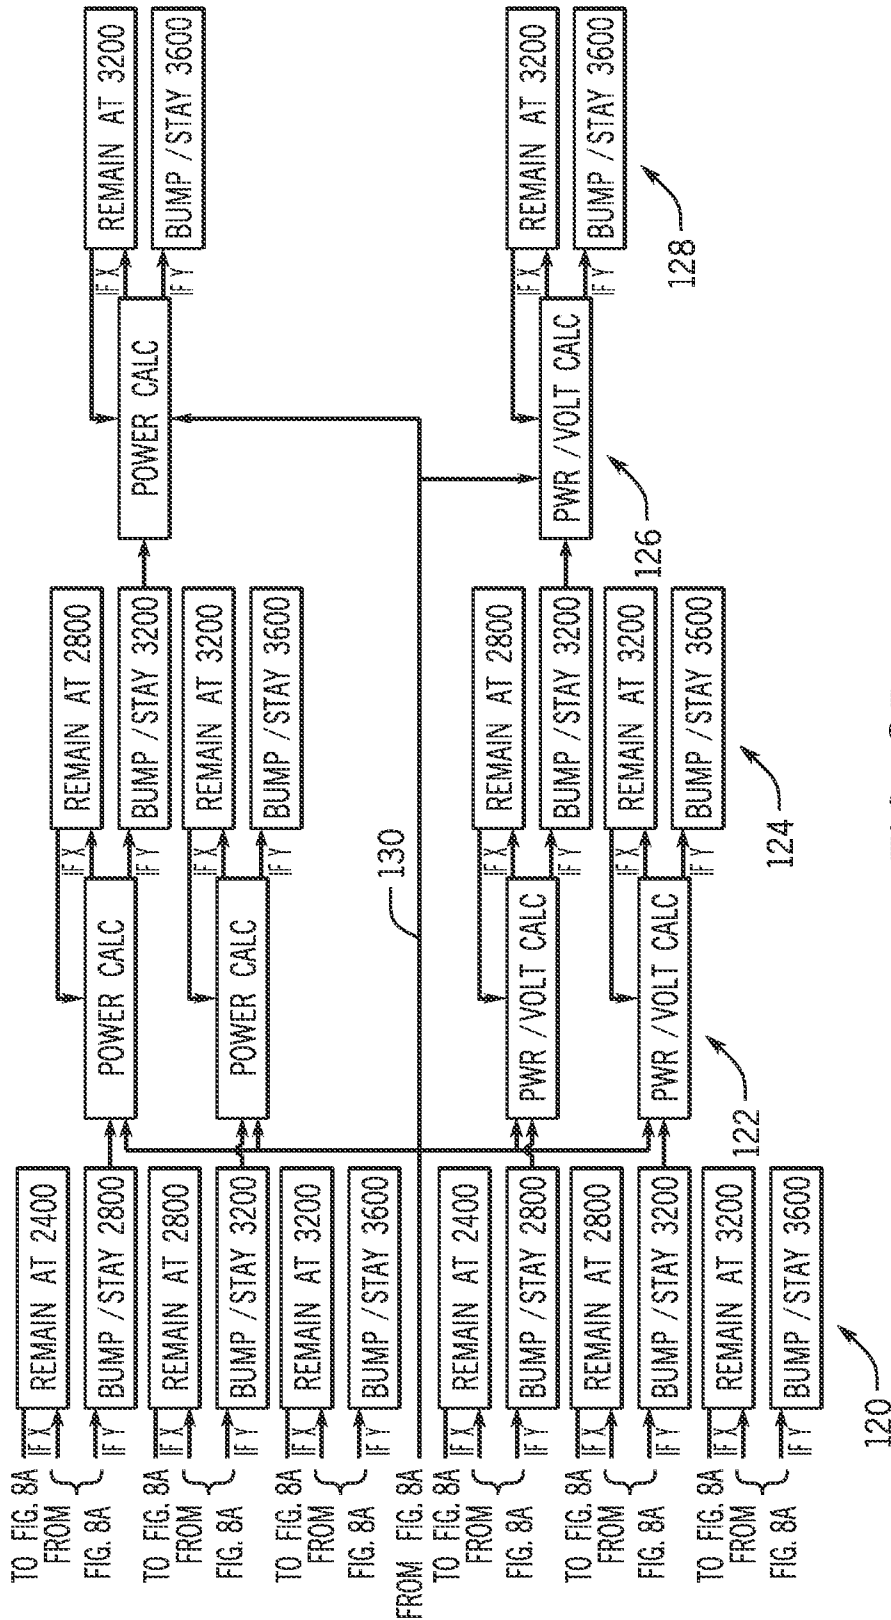 TO FIG. 8A
FROM
FIG. 8A
IF X
IF Y
REMAIN AT 2400
BUMP / STAY 2800
TO FIG. 8A
FROM
FIG. 8A
IF X
IF Y
REMAIN AT 2800
BUMP / STAY 3200
TO FIG. 8A
FROM
FIG. 8A
IF X
IF Y
REMAIN AT 3200
BUMP / STAY 3600
FROM FIG. 8A
TO FIG. 8A
FROM
FIG. 8A
IF X
IF Y
REMAIN AT 2400
BUMP / STAY 2800
TO FIG. 8A
FROM
FIG. 8A
IF X
IF Y
REMAIN AT 2800
BUMP / STAY 3200
TO FIG. 8A
FROM
FIG. 8A
IF X
IF Y
REMAIN AT 3200
BUMP / STAY 3600
120
POWER CALC
POWER CALC
130
PWR / VOLT CALC
PWR / VOLT CALC
122
IF X
IF Y
REMAIN AT 2800
BUMP / STAY 3200
IF X
IF Y
REMAIN AT 3200
BUMP / STAY 3600
IF X
IF Y
REMAIN AT 2800
BUMP / STAY 3200
IF X
IF Y
REMAIN AT 3200
BUMP / STAY 3600
124
POWER CALC
PWR / VOLT CALC
126
IF X
IF Y
REMAIN AT 3200
BUMP / STAY 3600
IF X
IF Y
REMAIN AT 3200
BUMP / STAY 3600
128